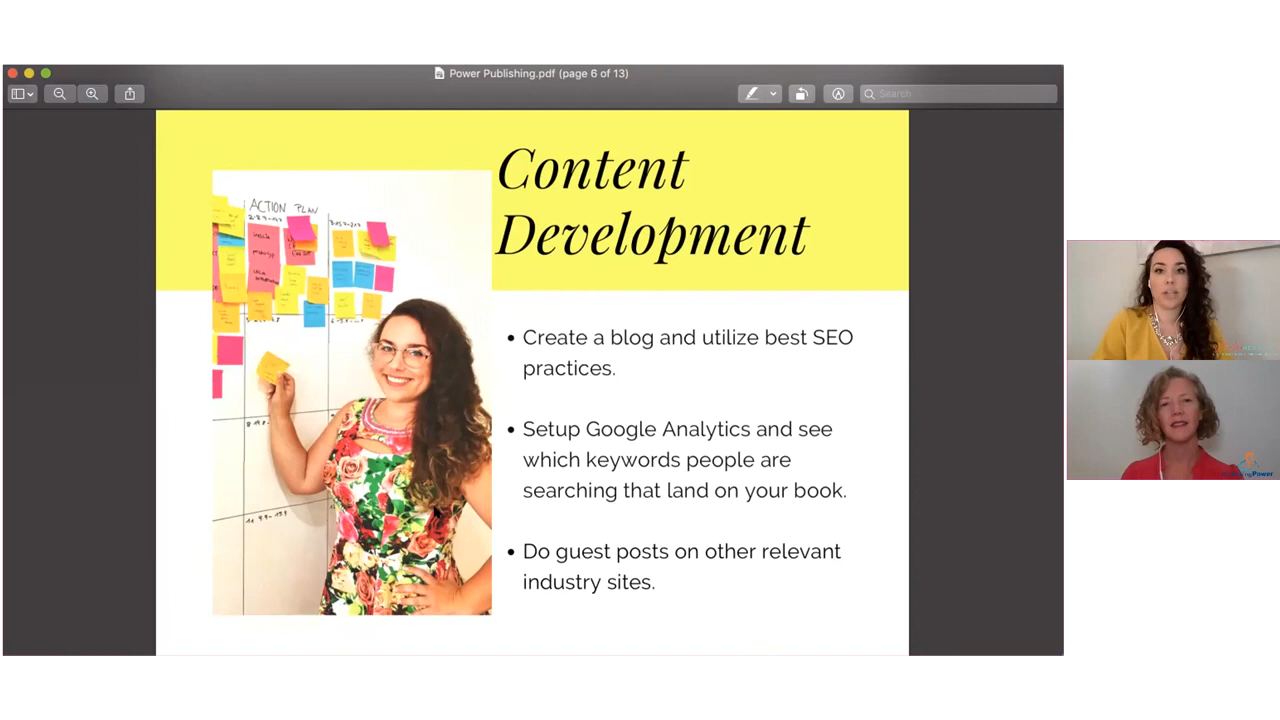 Power Publishing.pdf (page 6 of 13)
Search
Content
Development
ACTION PLAN
• Create a blog and utilize best SEO
practices.
• Setup Google Analytics and see
which keywords people are
searching that land on your book.
• Do guest posts on other relevant
industry sites.